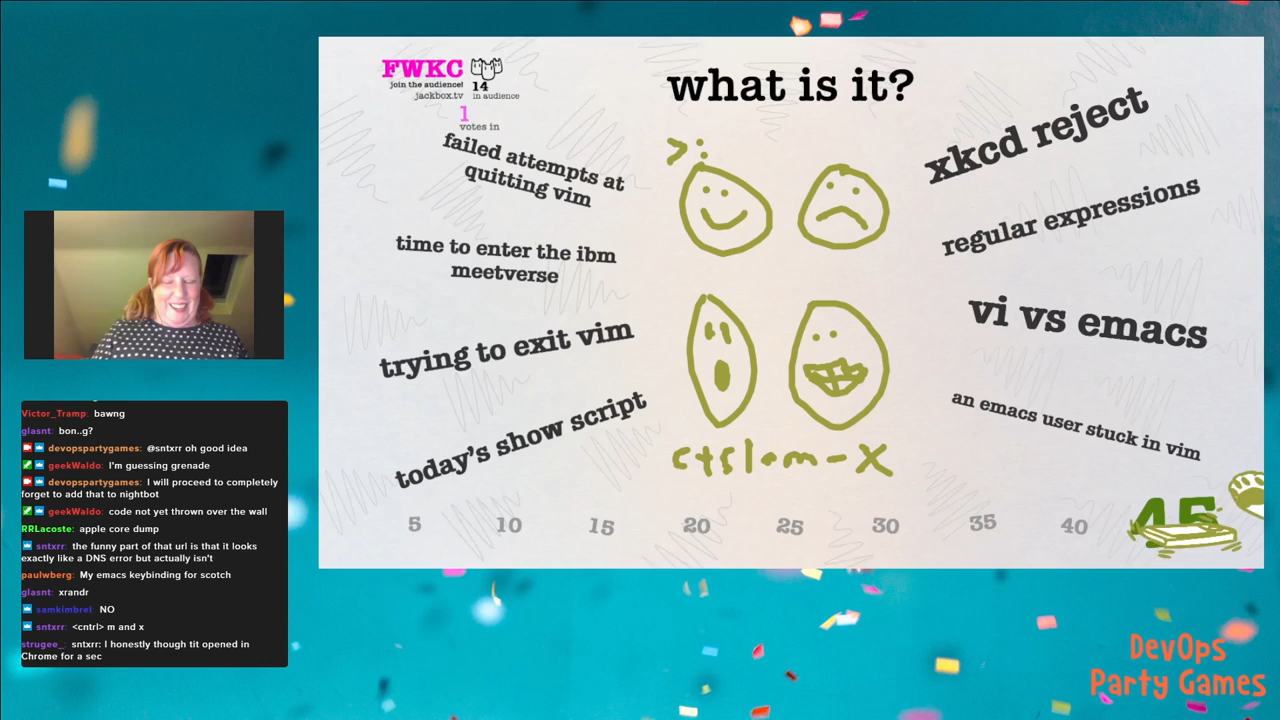 FWKC
join the audience!
jackbox.tv
14
in audience
1
votes in
what is it?
failed attempts at
quitting vim
time to enter the ibm
meetverse
trying to exit vim
today's show script
>:
xkcd reject
regular expressions
vi vs emacs
an emacs user stuck in vim
5 10 15 20 25 30 35 40 45
Victor_Tramp: bawng
glasnt: bon..g?
devopspartygames: @sntxrr oh good idea
geekWaldo: I'm guessing grenade
devopspartygames: I will proceed to completely
forget to add that to nightbot
geekWaldo: code not yet thrown over the wall
RRLacoste: apple core dump
sntxrr: the funny part of that url is that it looks
exactly like a DNS error but actually isn't
paulwberg: My emacs keybinding for scotch
glasnt: xrandr
samkimbrel: NO
sntxrr: <cntrl> m and x
strugee_: sntxrr: I honestly though tit opened in
Chrome for a sec
DevOps
Party Games